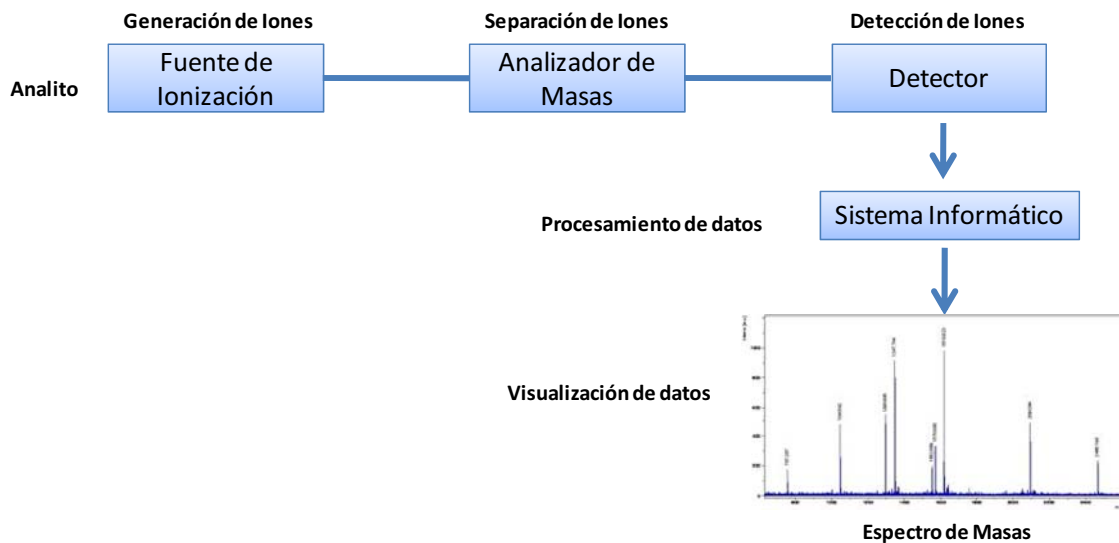 Generación de Iones
Separación de Iones
Detección de Iones
Analito
Fuente de
Ionización
Analizador de
Masas
Detector
Procesamiento de datos
Sistema Informático
Visualización de datos
Espectro de Masas